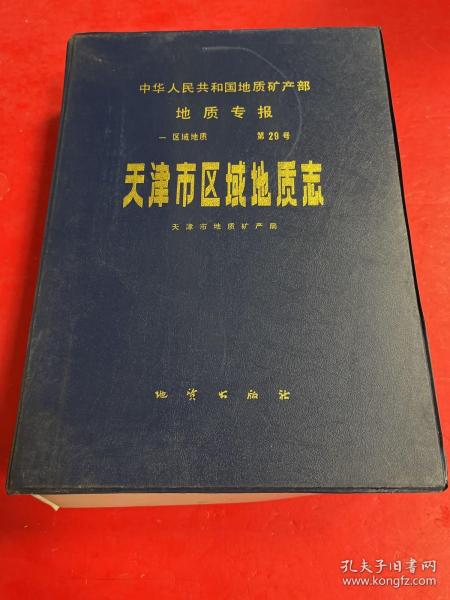 中华人民共和国地质矿产部
地质专报
一 区域地质 第29号
天津市区域地质志
天津市地质矿产局
地质出版社
孔夫子旧书网
www.kongfz.com